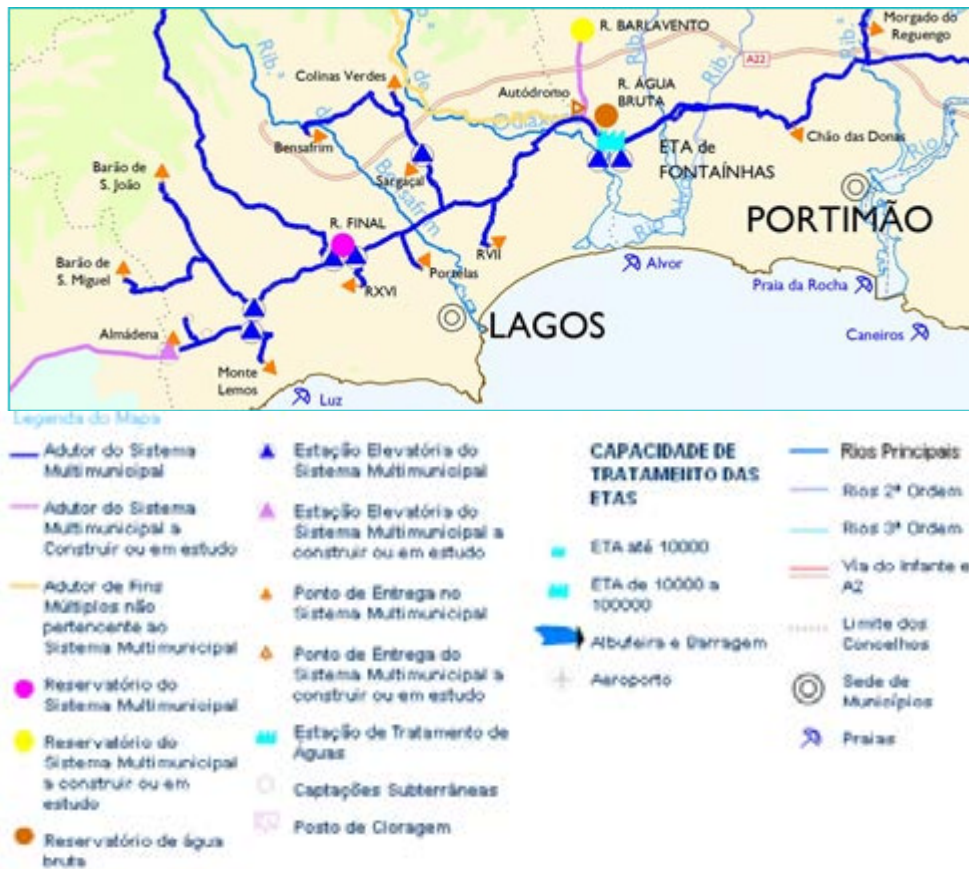 R. BARLAVENTO
Morgado do
Reguengo
Rib.ª
Rib.ª
Rib.ª
A22
Colinas Verdes
de
Autódromo
R. ÁGUA
BRUTA
Odiáxere
Chão das Donas
Rio
Bensafrim
ETA de
FONTAÍNHAS
Barão de
S. João
Sargaçal
Bensafrim
PORTIMÃO
R. FINAL
RVII
Barão de
S. Miguel
Porzelas
Alvor
RXVI
Praia da Rocha
Almádena
LAGOS
Caneiros
Monte
Lemos
Luz
Legenda do Mapa
Adutor do Sistema
Multimunicipal
Adutor do Sistema
Multimunicipal a
Construir ou em estudo
Adutor de Fins
Múltiplos não
pertencente ao
Sistema Multimunicipal
Reservatório do
Sistema Multimunicipal
Reservatório do
Sistema Multimunicipal
a construir ou em
estudo
Reservatório de água
bruta
Estação Elevatória do
Sistema Multimunicipal
Estação Elevatória do
Sistema Multimunicipal a
construir ou em estudo
Ponto de Entrega no
Sistema Multimunicipal
Ponto de Entrega do
Sistema Multimunicipal a
construir ou em estudo
Estação de Tratamento de
Águas
Captações Subterrâneas
Posto de Cloragem
CAPACIDADE DE
TRATAMENTO DAS
ETAS
ETA até 10000
ETA de 10000 a
100000
Albufeira e Barragem
Aeroporto
Rios Principais
Rios 2ª Ordem
Rios 3ª Ordem
Via do Infante e
A2
Limite dos
Concelhos
Sede de
Municípios
Praias